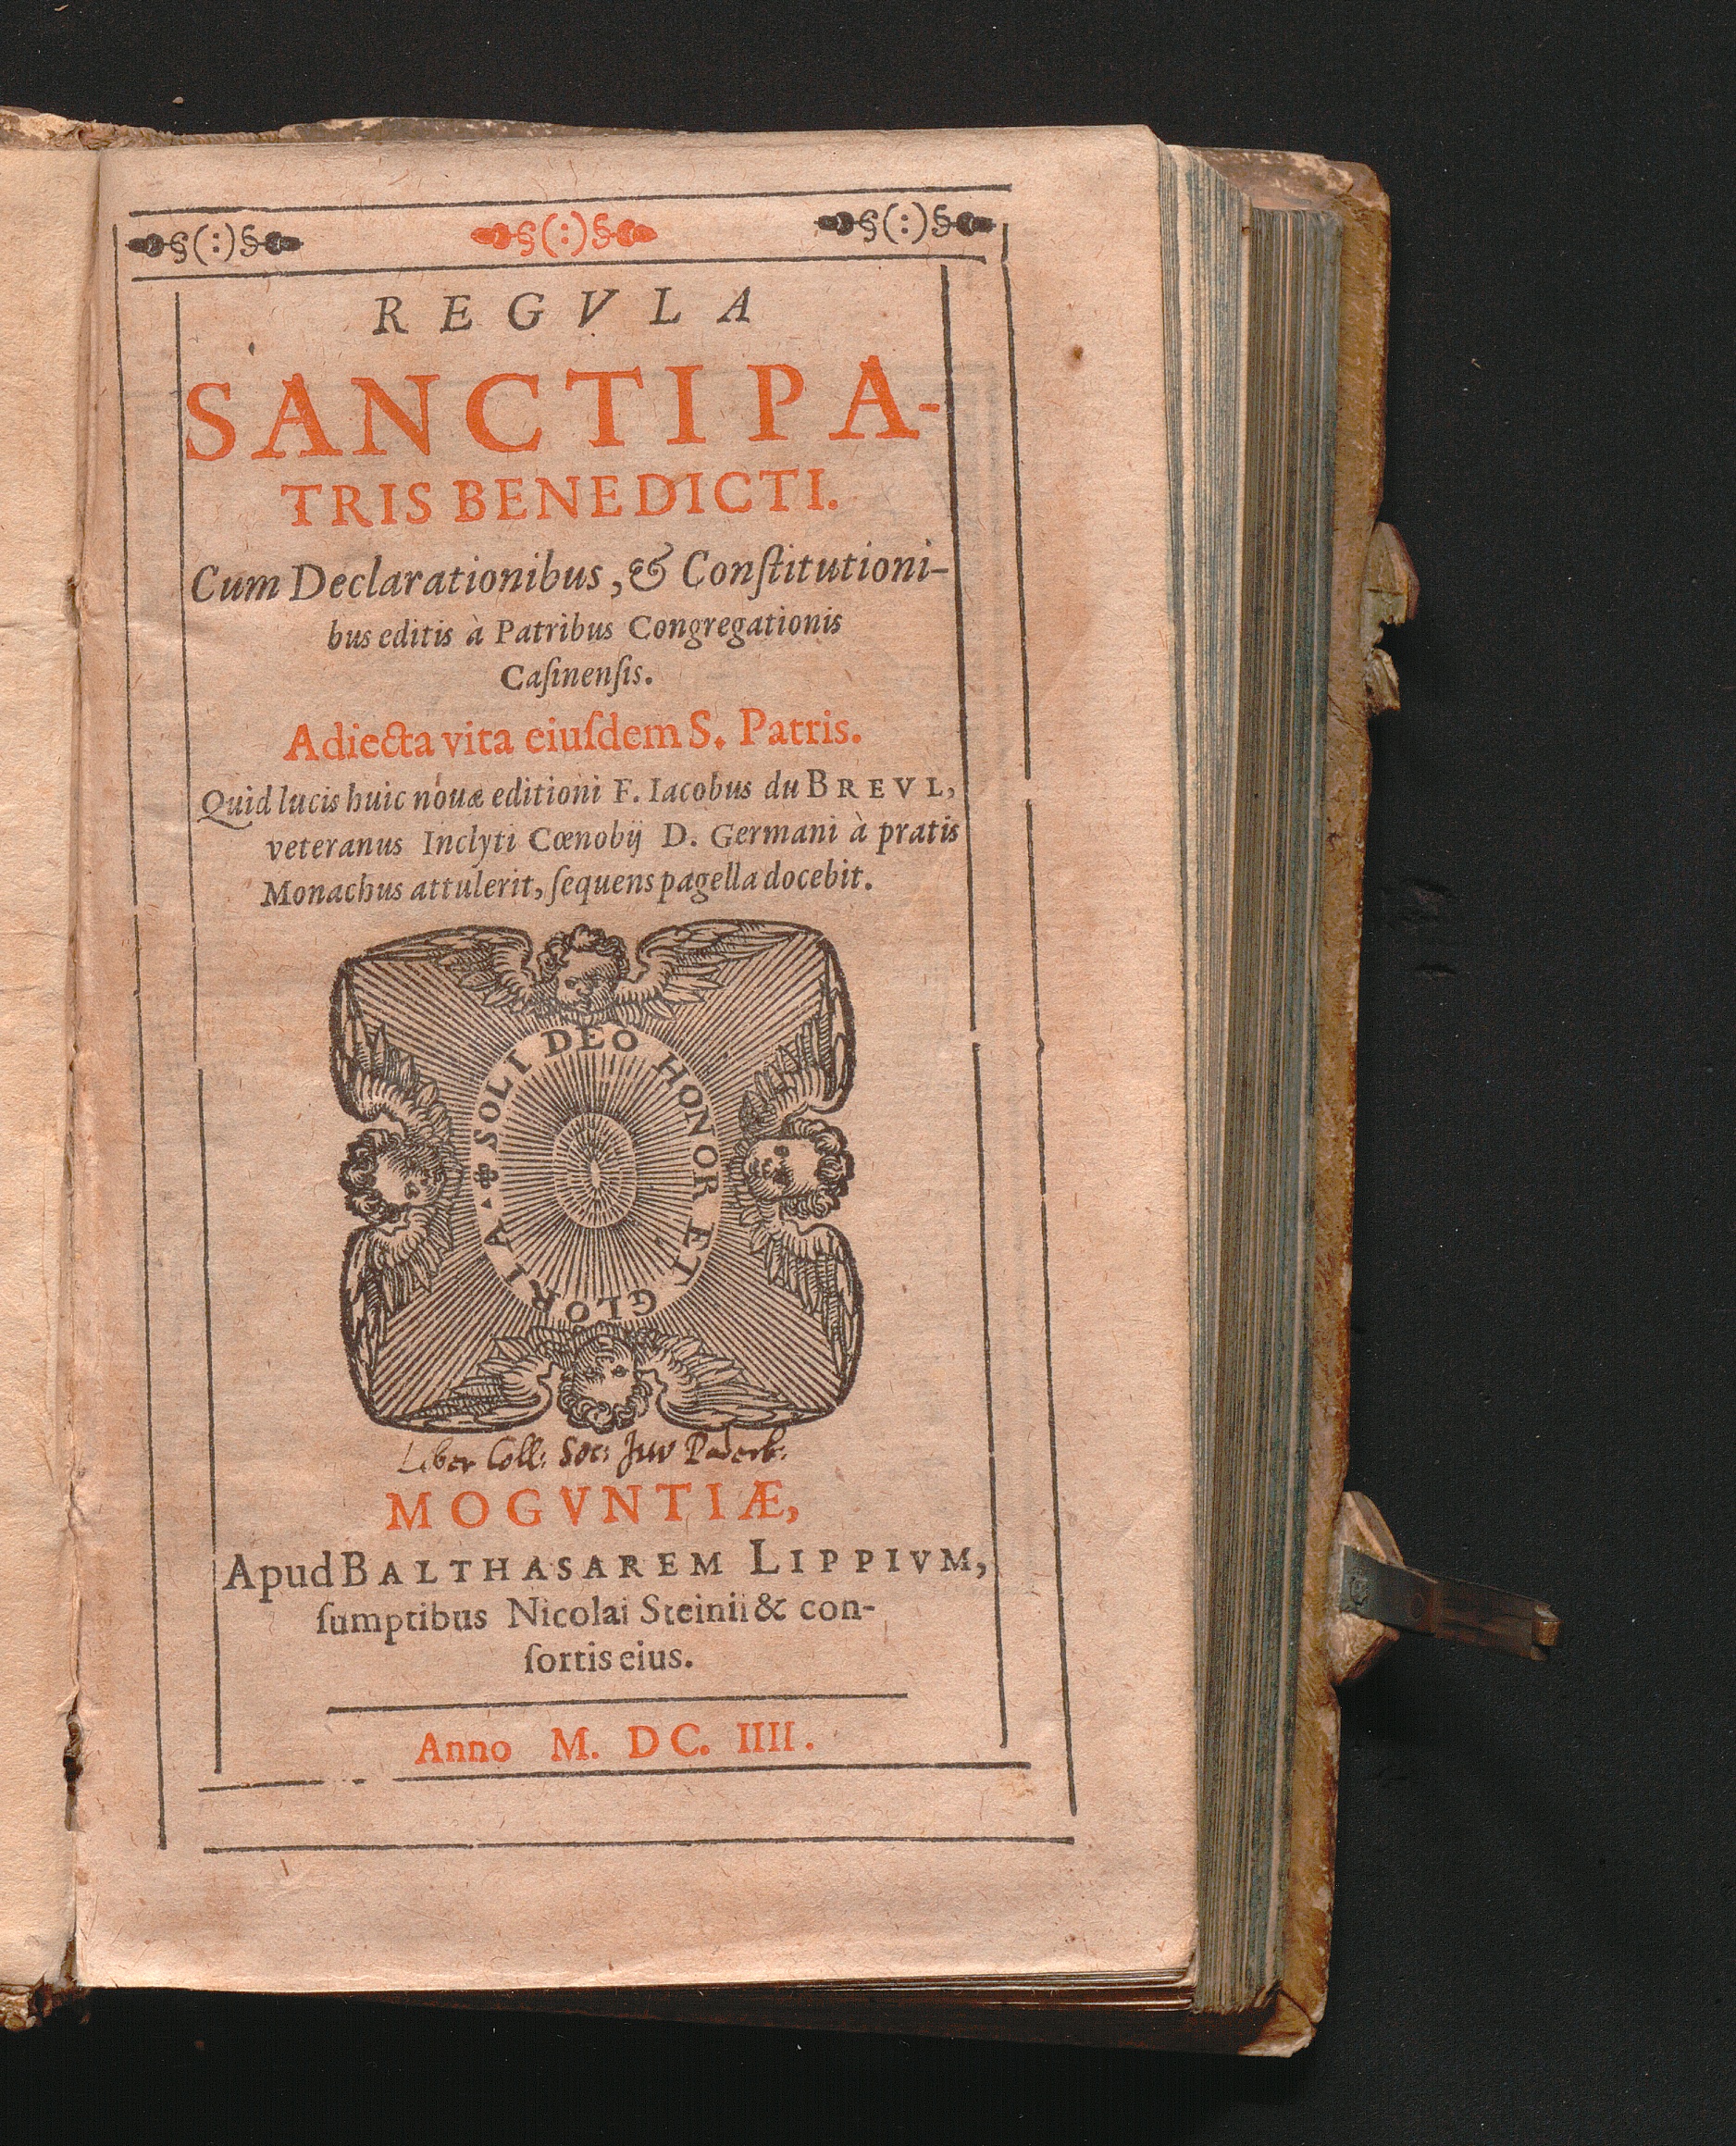 §(:)§ §(:)§ §(:)§
REGVLA
SANCTI PA-
TRIS BENEDICTI.
Cum Declarationibus, & Conſtitutioni-
bus editis à Patribus Congregationis
Caſinenſis.
Adiecta vita eiuſdem S. Patris.
Quid lucis huic nouæ editioni F. Iacobus du BREVL,
veteranus Inclyti Cœnobij D. Germani à pratis
Monachus attulerit, ſequens pagella docebit.
SOLI DEO HONOR ET GLORIA
Liber Coll: Soc: Jesu Paderb:
MOGVNTIÆ,
Apud BALTHASAREM LIPPIVM,
ſumptibus Nicolai Steinii & con-
ſortis eius.
Anno M. DC. IIII.